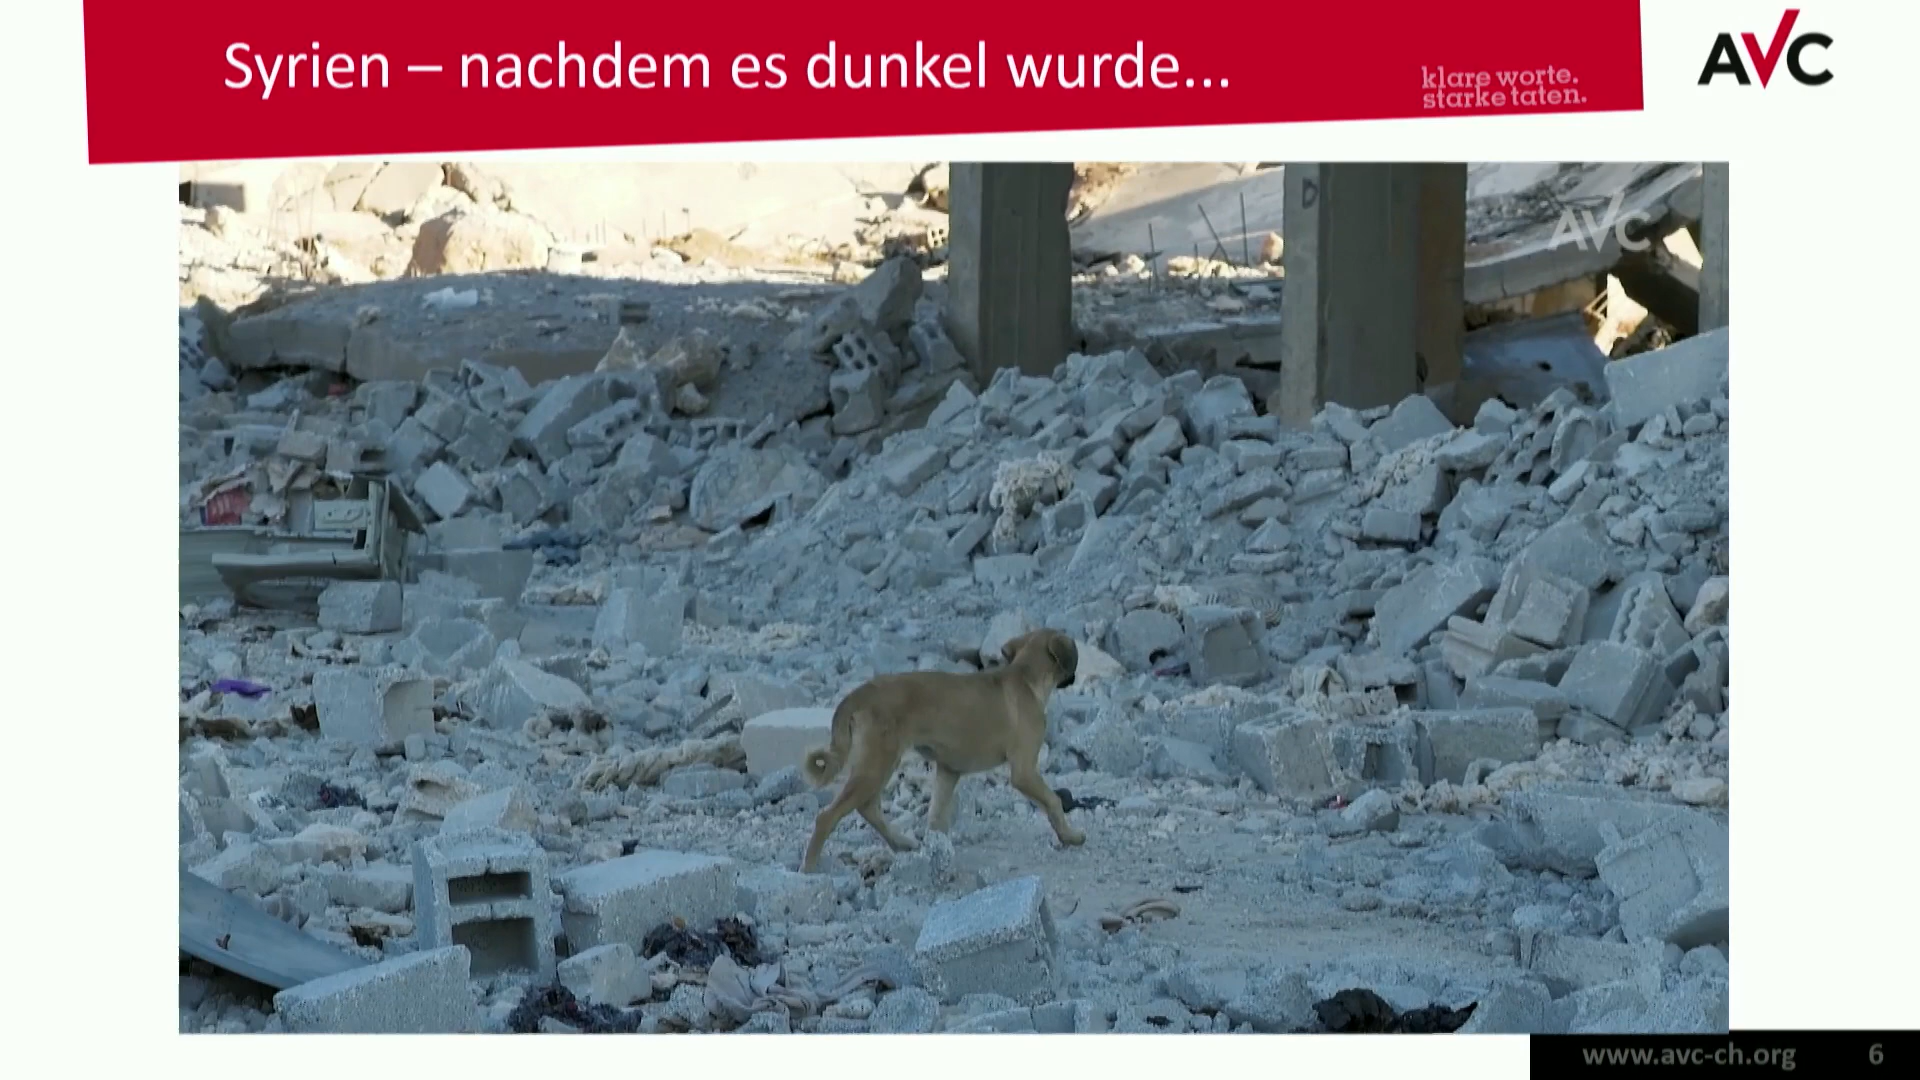 Syrien – nachdem es dunkel wurde...
klare worte.
starke taten.
AVC
AVC
www.avc-ch.org 6